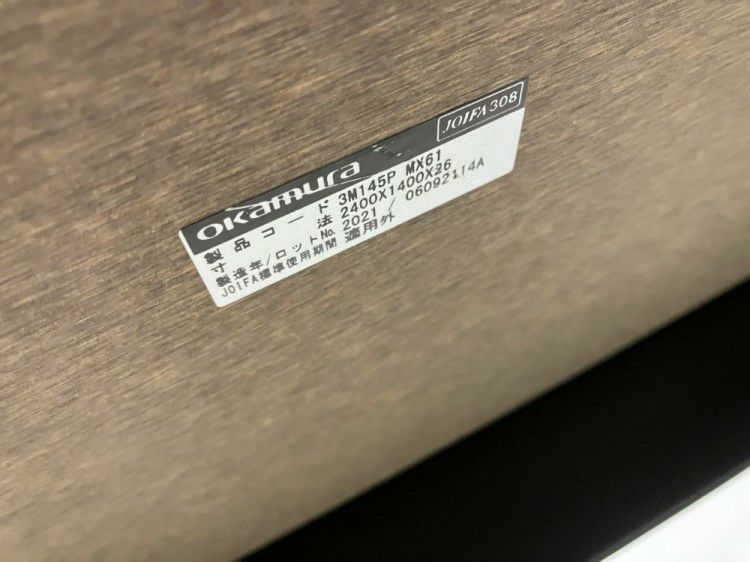 okamura JOIFA308
製品コード 3M145P MX61
寸法 2400X1400X26
製造年/ロットNo. 2021 / 06092114A
JOIFA標準使用期間 適用外